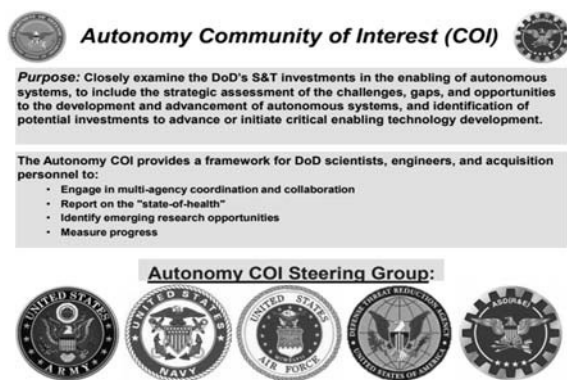 Autonomy Community of Interest (COI)
Purpose: Closely examine the DoD's S&T investments in the enabling of autonomous
systems, to include the strategic assessment of the challenges, gaps, and opportunities
to the development and advancement of autonomous systems, and identification of
potential investments to advance or initiate critical enabling technology development.
The Autonomy COI provides a framework for DoD scientists, engineers, and acquisition
personnel to:
• Engage in multi-agency coordination and collaboration
• Report on the "state-of-health"
• Identify emerging research opportunities
• Measure progress
Autonomy COI Steering Group:
UNITED STATES
ARMY
UNITED STATES
NAVY
UNITED STATES
AIR FORCE
DEFENSE THREAT REDUCTION AGENCY
UNITED STATES OF AMERICA
ASD(R&E)